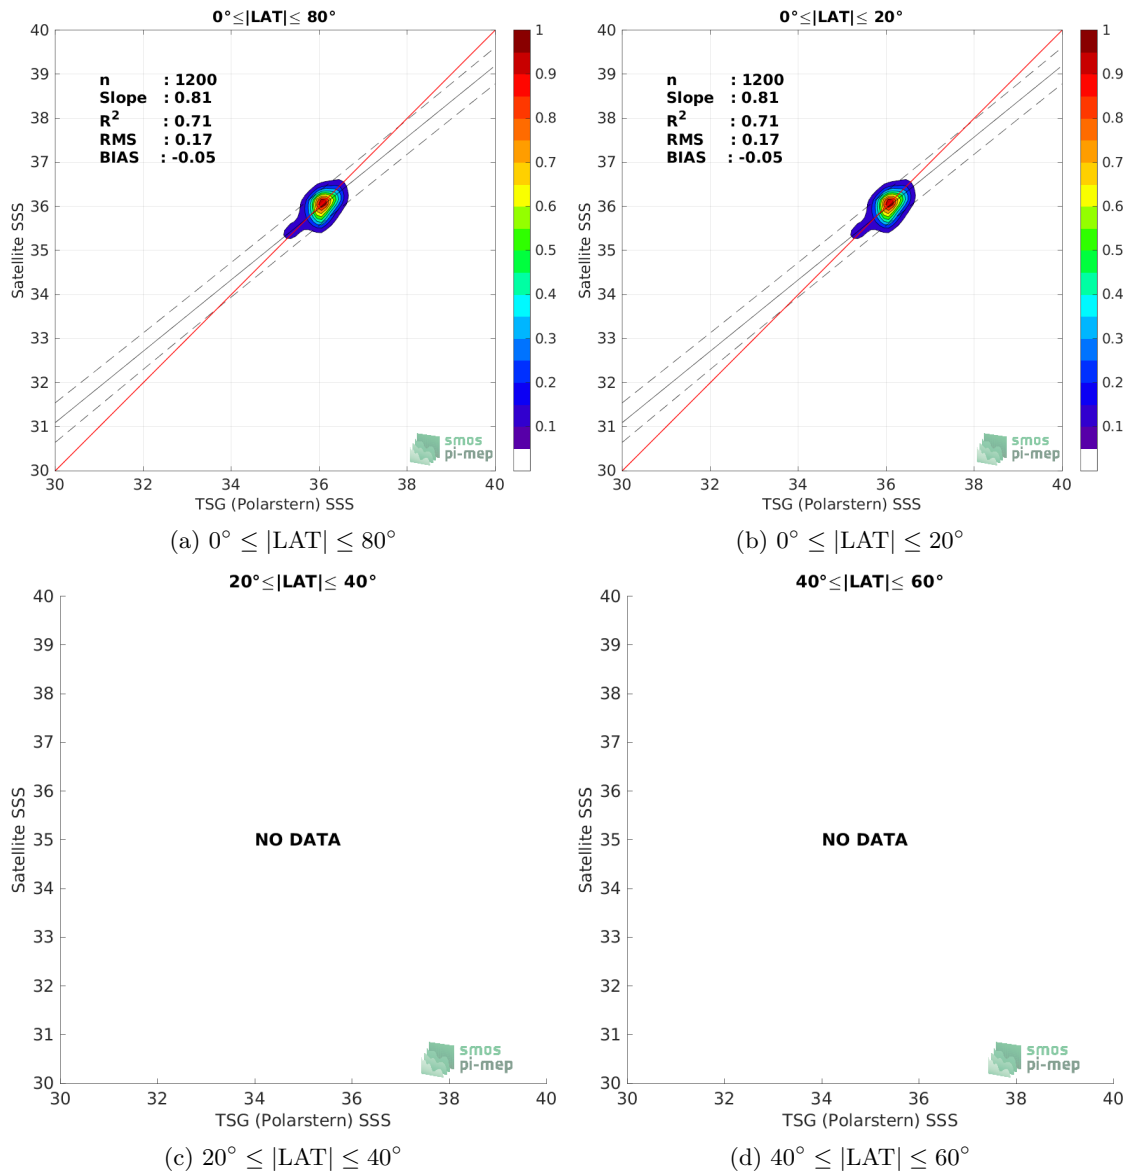 0°≤|LAT|≤ 80°
40
39
38
37
36
35
34
33
32
31
30
Satellite SSS
n : 1200
Slope : 0.81
R² : 0.71
RMS : 0.17
BIAS : -0.05
smos
pi-mep
30 32 34 36 38 40
TSG (Polarstern) SSS
1
0.9
0.8
0.7
0.6
0.5
0.4
0.3
0.2
0.1
(a) 0° ≤ |LAT| ≤ 80°
0°≤|LAT|≤ 20°
40
39
38
37
36
35
34
33
32
31
30
Satellite SSS
n : 1200
Slope : 0.81
R² : 0.71
RMS : 0.17
BIAS : -0.05
smos
pi-mep
30 32 34 36 38 40
TSG (Polarstern) SSS
1
0.9
0.8
0.7
0.6
0.5
0.4
0.3
0.2
0.1
(b) 0° ≤ |LAT| ≤ 20°
20°≤|LAT|≤ 40°
40
39
38
37
36
35
34
33
32
31
30
Satellite SSS
NO DATA
smos
pi-mep
30 32 34 36 38 40
TSG (Polarstern) SSS
(c) 20° ≤ |LAT| ≤ 40°
40°≤|LAT|≤ 60°
40
39
38
37
36
35
34
33
32
31
30
Satellite SSS
NO DATA
smos
pi-mep
30 32 34 36 38 40
TSG (Polarstern) SSS
(d) 40° ≤ |LAT| ≤ 60°